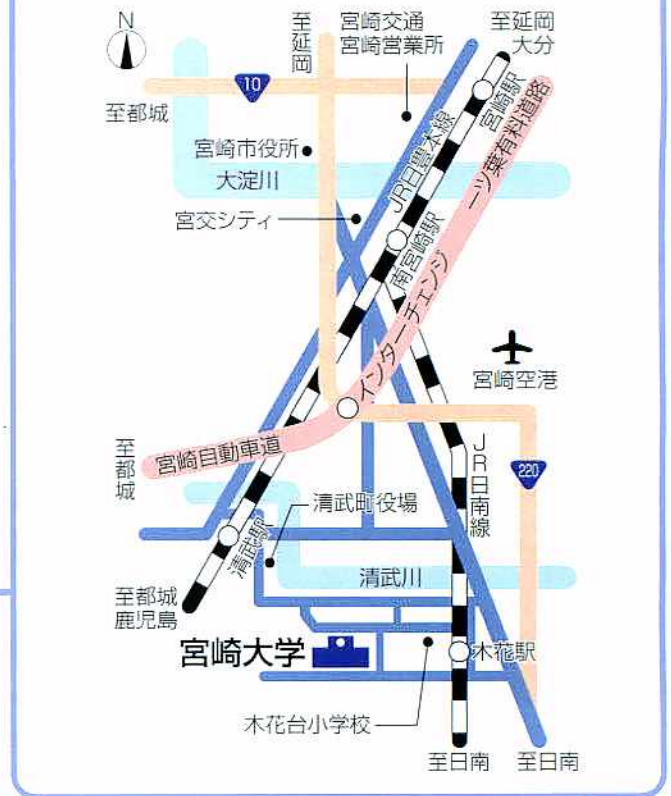 N
至延岡
宮崎交通
宮崎営業所
至延岡
大分
10
至都城
宮崎駅
宮崎市役所
JR日豊本線
一ツ葉有料道路
大淀川
宮交シティ
南宮崎駅
インターチェンジ
宮崎空港
至都城
宮崎自動車道
JR日南線
220
清武町役場
清武駅
清武川
至都城
鹿児島
宮崎大学
木花駅
木花台小学校
至日南
至日南